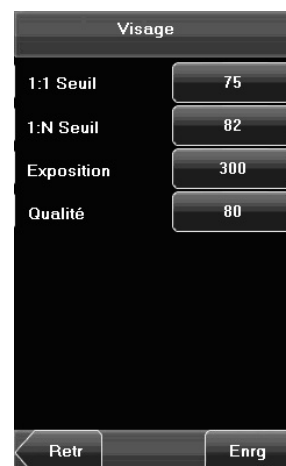 Visage
1:1 Seuil 75
1:N Seuil 82
Exposition 300
Qualité 80
Retr Enrg